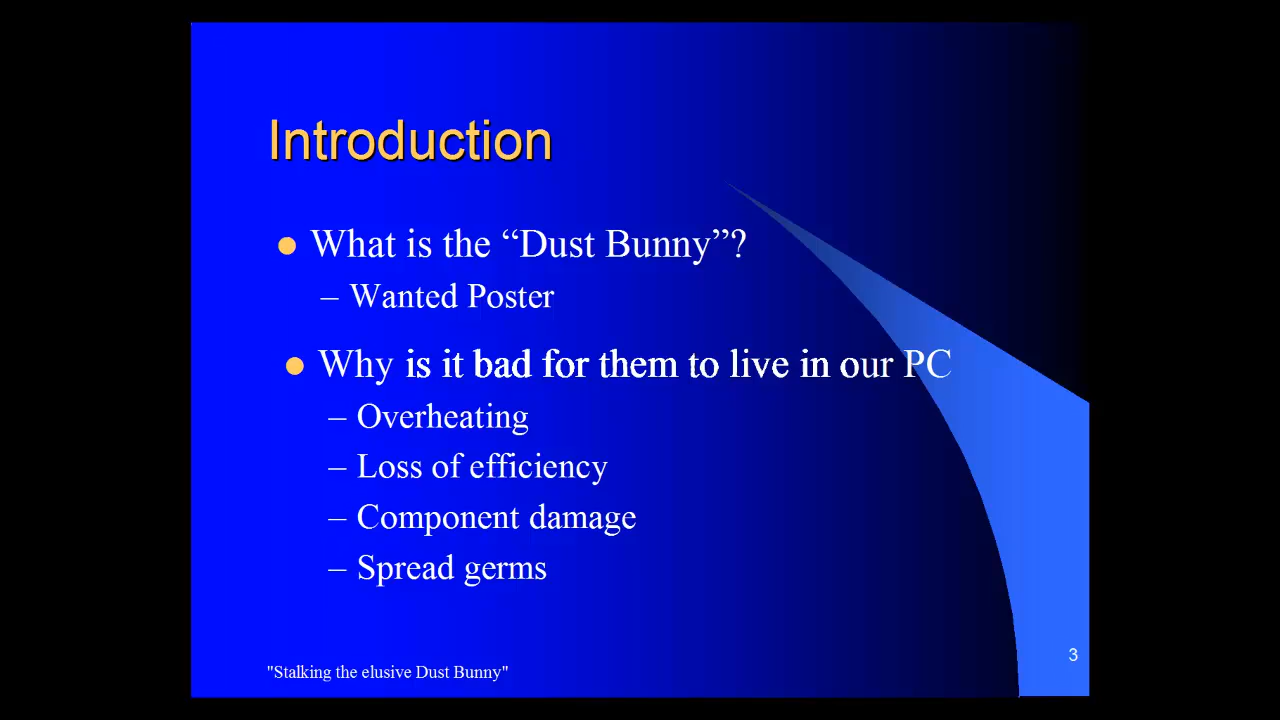 Introduction
What is the “Dust Bunny”?
– Wanted Poster
Why is it bad for them to live in our PC
– Overheating
– Loss of efficiency
– Component damage
– Spread germs
3
"Stalking the elusive Dust Bunny"